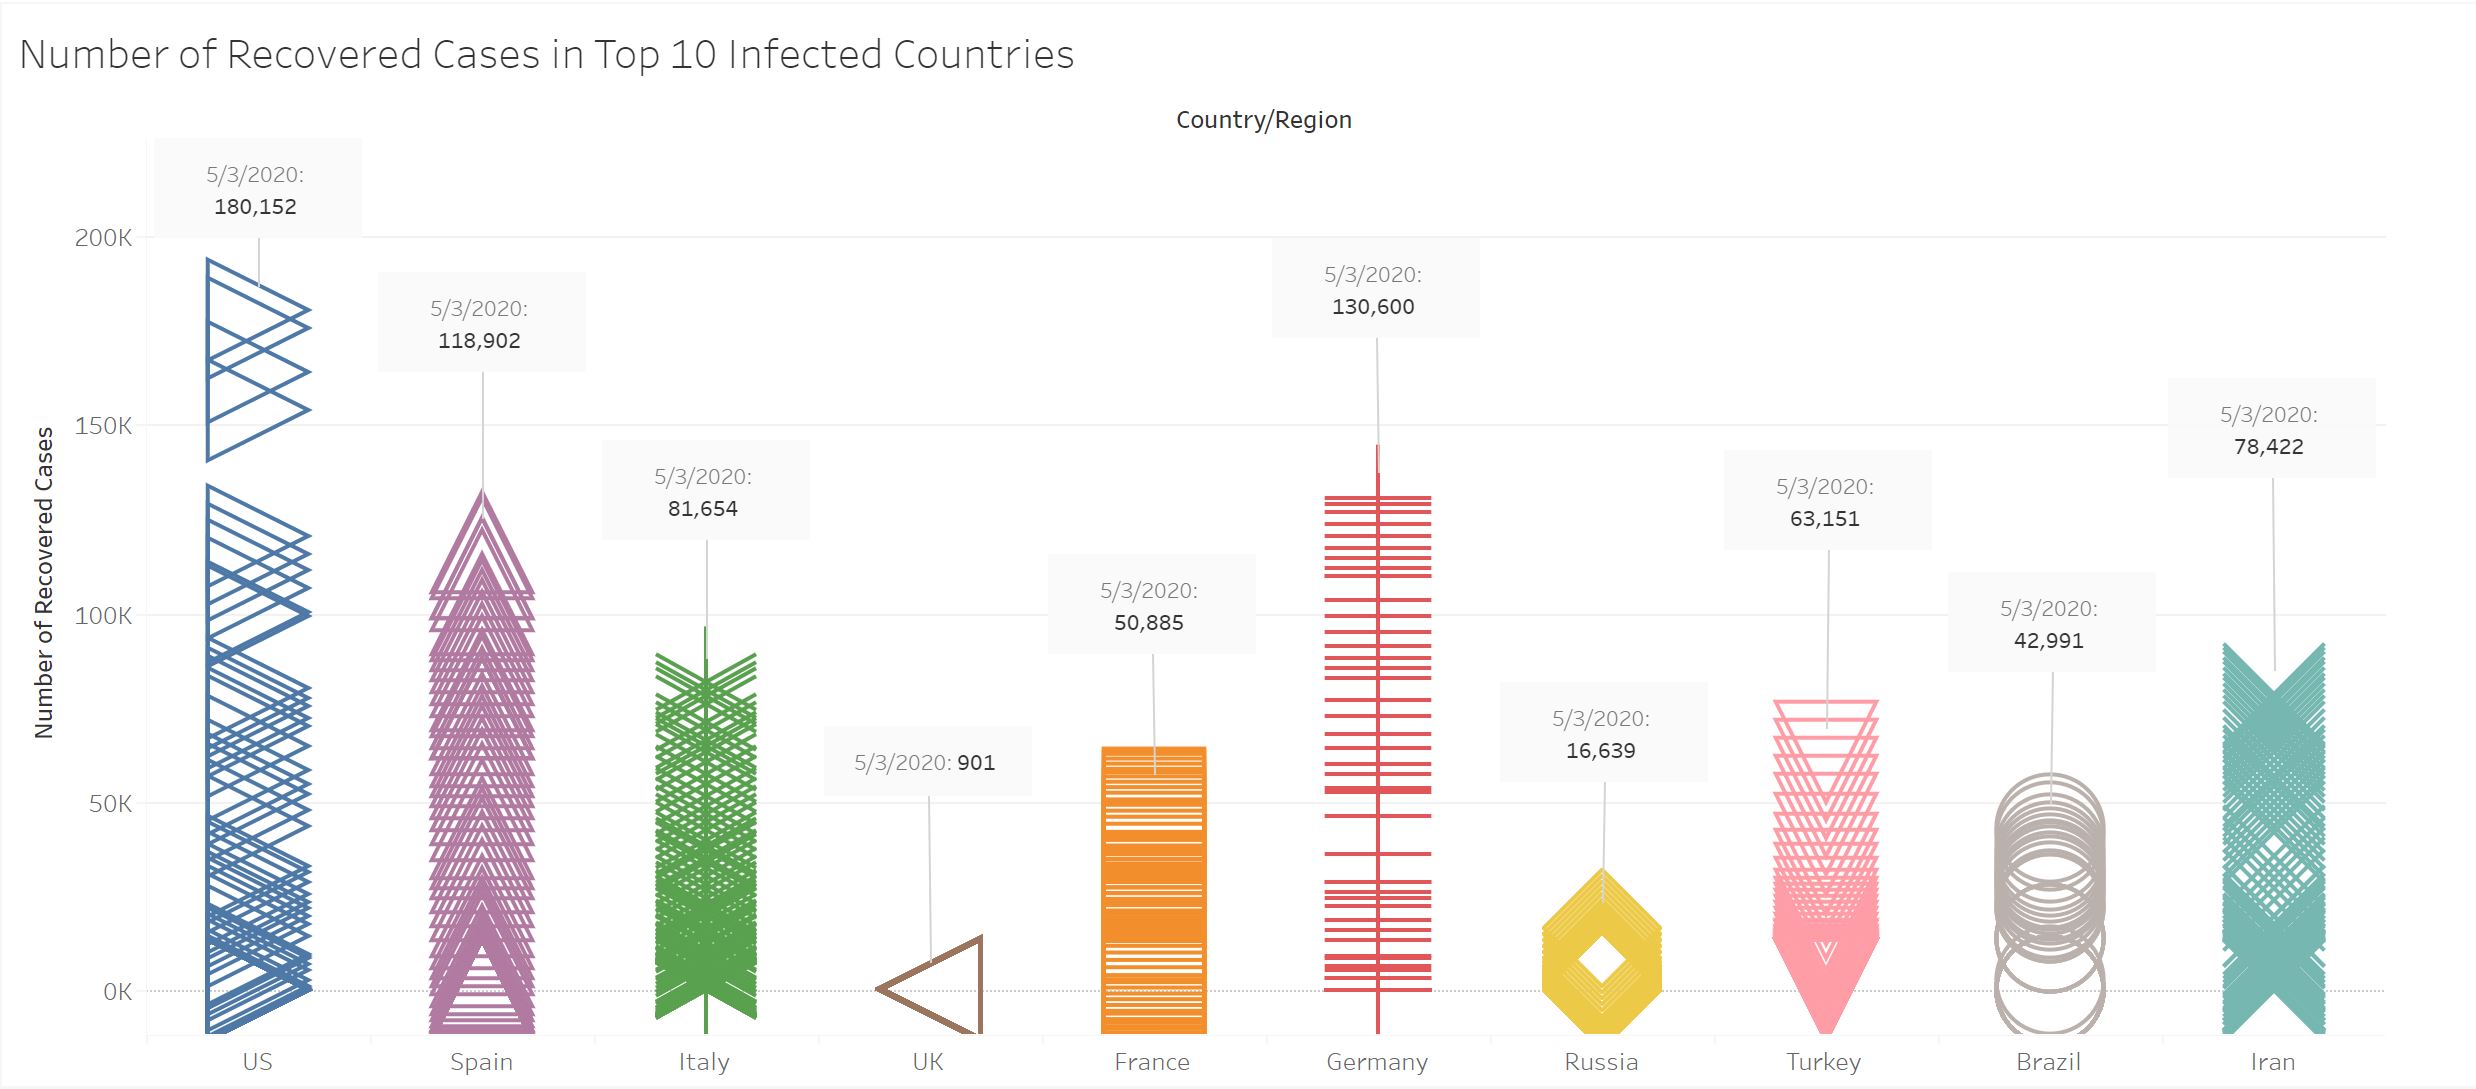 Number of Recovered Cases in Top 10 Infected Countries
Country/Region
Number of Recovered Cases
200K
150K
100K
50K
0K
5/3/2020:
180,152
5/3/2020:
118,902
5/3/2020:
81,654
5/3/2020: 901
5/3/2020:
50,885
5/3/2020:
130,600
5/3/2020:
16,639
5/3/2020:
63,151
5/3/2020:
42,991
5/3/2020:
78,422
US
Spain
Italy
UK
France
Germany
Russia
Turkey
Brazil
Iran